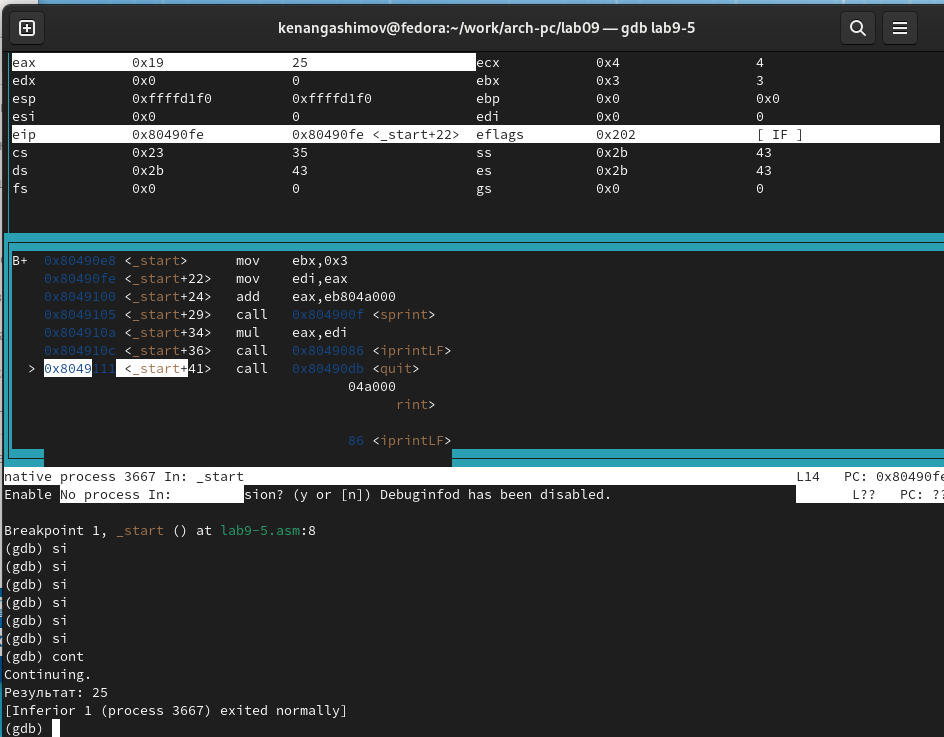 kenangashimov@fedora:~/work/arch-pc/lab09 — gdb lab9-5
eax 0x19 25 ecx 0x4 4
edx 0x0 0 ebx 0x3 3
esp 0xffffd1f0 0xffffd1f0 ebp 0x0 0x0
esi 0x0 0 edi 0x0 0
eip 0x80490fe 0x80490fe <_start+22> eflags 0x202 [ IF ]
cs 0x23 35 ss 0x2b 43
ds 0x2b 43 es 0x2b 43
fs 0x0 0 gs 0x0 0
B+ 0x80490e8 <_start> mov ebx,0x3
0x80490fe <_start+22> mov edi,eax
0x8049100 <_start+24> add eax,eb804a000
0x8049105 <_start+29> call 0x804900f <sprint>
0x804910a <_start+34> mul eax,edi
0x804910c <_start+36> call 0x8049086 <iprintLF>
> 0x8049111 <_start+41> call 0x80490db <quit>
04a000
rint>
86 <iprintLF>
native process 3667 In: _start L14 PC: 0x80490fe
Enable No process In: sion? (y or [n]) Debuginfod has been disabled. L?? PC: ??
Breakpoint 1, _start () at lab9-5.asm:8
(gdb) si
(gdb) si
(gdb) si
(gdb) si
(gdb) si
(gdb) si
(gdb) cont
Continuing.
Результат: 25
[Inferior 1 (process 3667) exited normally]
(gdb)